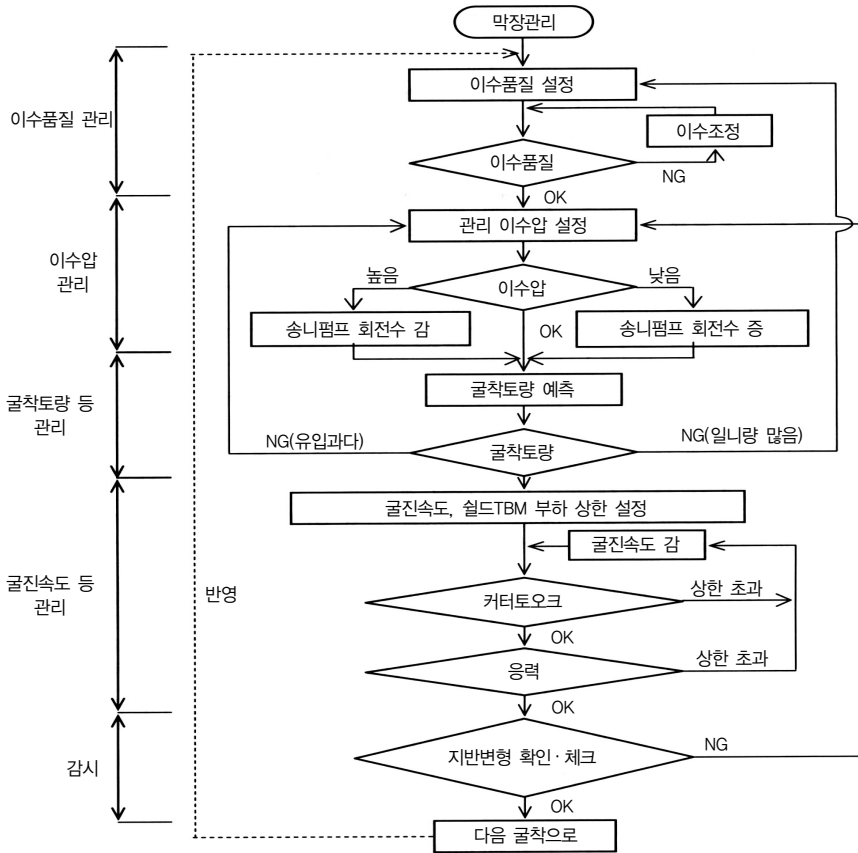 막장관리
이수품질 설정
이수품질 관리
이수조정
이수품질
NG
OK
관리 이수압 설정
이수압
관리
높음
이수압
낮음
송니펌프 회전수 감
OK
송니펌프 회전수 증
굴착토량 예측
굴착토량 등
관리
NG(유입과다)
굴착토량
NG(일니량 많음)
굴진속도, 쉴드TBM 부하 상한 설정
굴진속도 감
굴진속도 등
관리
반영
커터토오크
상한 초과
OK
응력
상한 초과
OK
감시
지반변형 확인·체크
NG
OK
다음 굴착으로